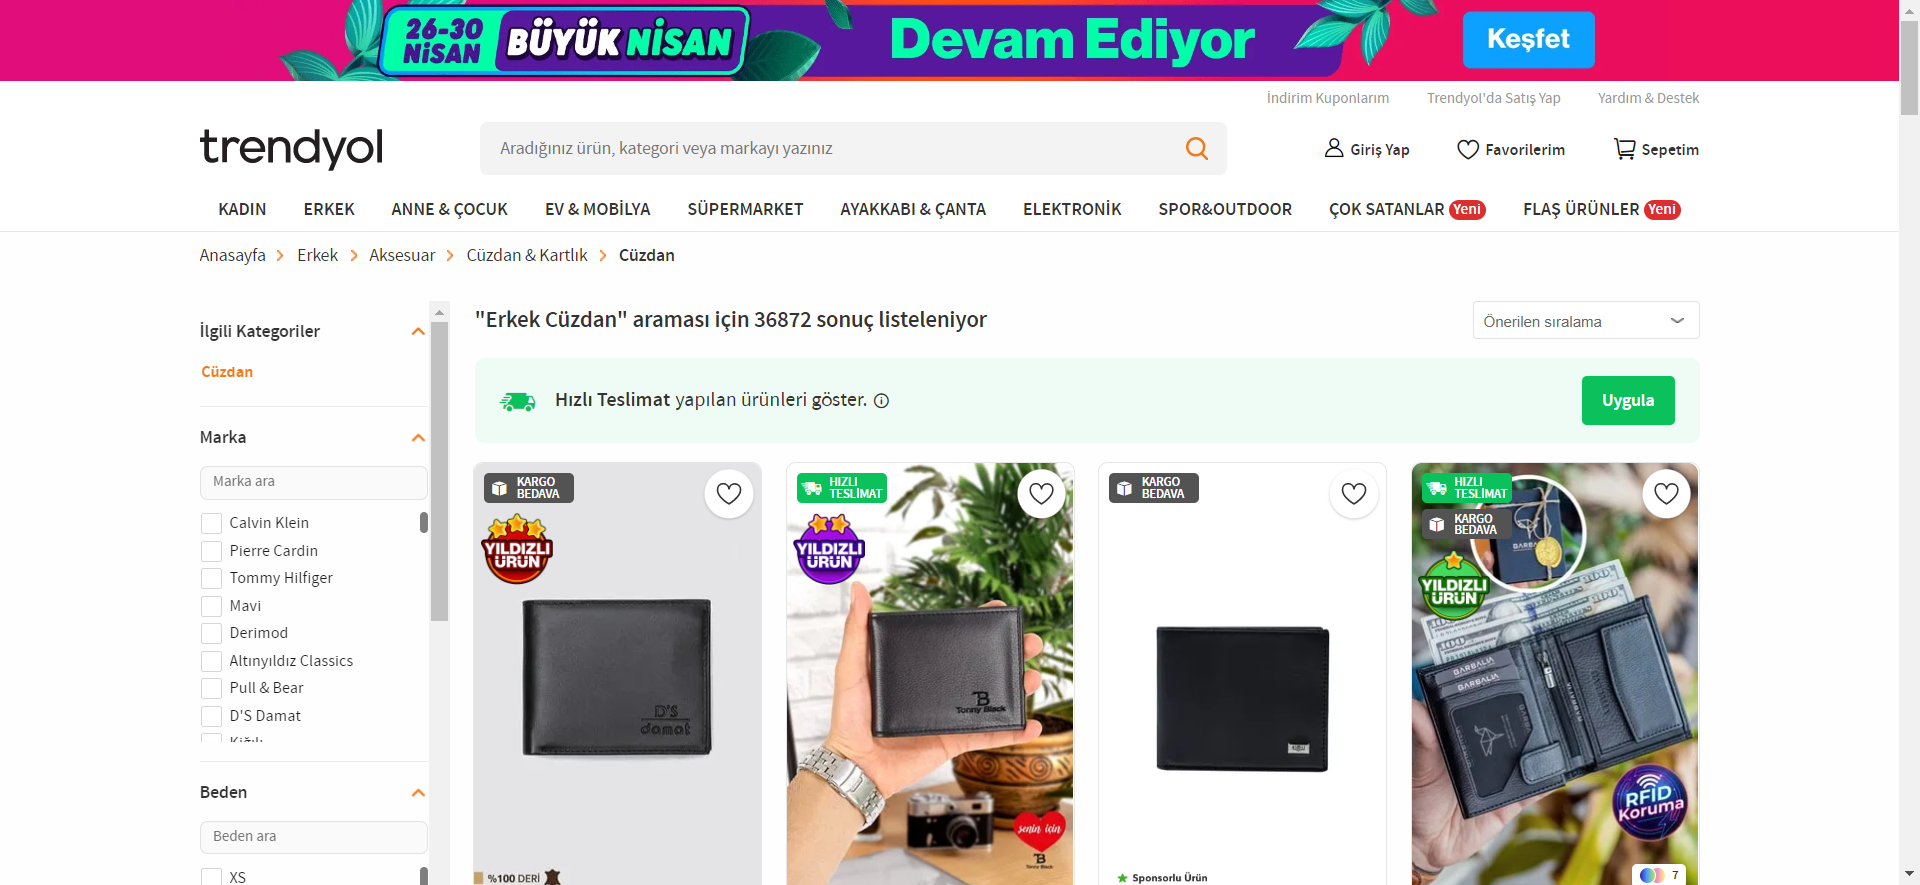 26-30
NİSAN
BÜYÜK NİSAN
Devam Ediyor
Keşfet
İndirim Kuponlarım
Trendyol'da Satış Yap
Yardım & Destek
trendyol
Aradığınız ürün, kategori veya markayı yazınız
Giriş Yap
Favorilerim
Sepetim
KADIN
ERKEK
ANNE & ÇOCUK
EV & MOBİLYA
SÜPERMARKET
AYAKKABI & ÇANTA
ELEKTRONİK
SPOR&OUTDOOR
ÇOK SATANLAR Yeni
FLAŞ ÜRÜNLER Yeni
Anasayfa
Erkek
Aksesuar
Cüzdan & Kartlık
Cüzdan
İlgili Kategoriler
Cüzdan
Marka
Marka ara
Calvin Klein
Pierre Cardin
Tommy Hilfiger
Mavi
Derimod
Altınyıldız Classics
Pull & Bear
D'S Damat
Beden
Beden ara
XS
"Erkek Cüzdan" araması için 36872 sonuç listeleniyor
Önerilen sıralama
Hızlı Teslimat yapılan ürünleri göster.
Uygula
KARGO
BEDAVA
YILDIZLI
ÜRÜN
D'S
damat
%100 DERİ
HIZLI
TESLİMAT
YILDIZLI
ÜRÜN
Tonny Black
senin için
Tonny Black
KARGO
BEDAVA
Sponsorlu Ürün
HIZLI
TESLİMAT
KARGO
BEDAVA
YILDIZLI
ÜRÜN
GARBALIA
GARBALIA
RFID
Koruma
7